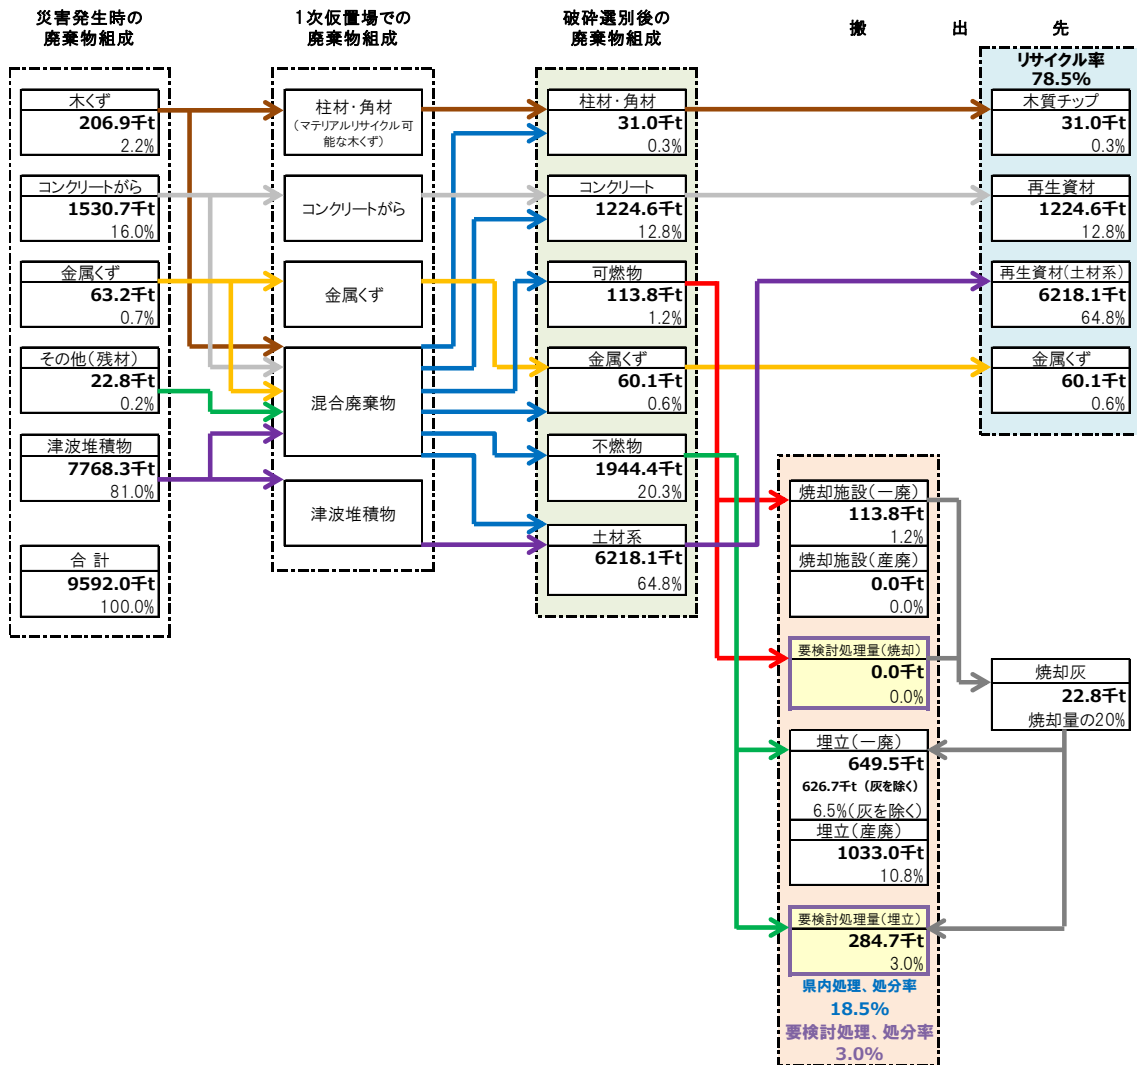 災害発生時の
廃棄物組成
1次仮置場での
廃棄物組成
破砕選別後の
廃棄物組成
搬 出 先
木くず
206.9千t
2.2%
コンクリートがら
1530.7千t
16.0%
金属くず
63.2千t
0.7%
その他(残材)
22.8千t
0.2%
津波堆積物
7768.3千t
81.0%
合 計
9592.0千t
100.0%
柱材・角材
(マテリアルリサイクル可
能な木くず)
コンクリートがら
金属くず
混合廃棄物
津波堆積物
柱材・角材
31.0千t
0.3%
コンクリート
1224.6千t
12.8%
可燃物
113.8千t
1.2%
金属くず
60.1千t
0.6%
不燃物
1944.4千t
20.3%
土材系
6218.1千t
64.8%
リサイクル率
78.5%
木質チップ
31.0千t
0.3%
再生資材
1224.6千t
12.8%
再生資材(土材系)
6218.1千t
64.8%
金属くず
60.1千t
0.6%
焼却施設(一廃)
113.8千t
1.2%
焼却施設(産廃)
0.0千t
0.0%
要検討処理量(焼却)
0.0千t
0.0%
焼却灰
22.8千t
焼却量の20%
埋立(一廃)
649.5千t
626.7千t (灰を除く)
6.5%(灰を除く)
埋立(産廃)
1033.0千t
10.8%
要検討処理量(埋立)
284.7千t
3.0%
県内処理、処分率
18.5%
要検討処理、処分率
3.0%